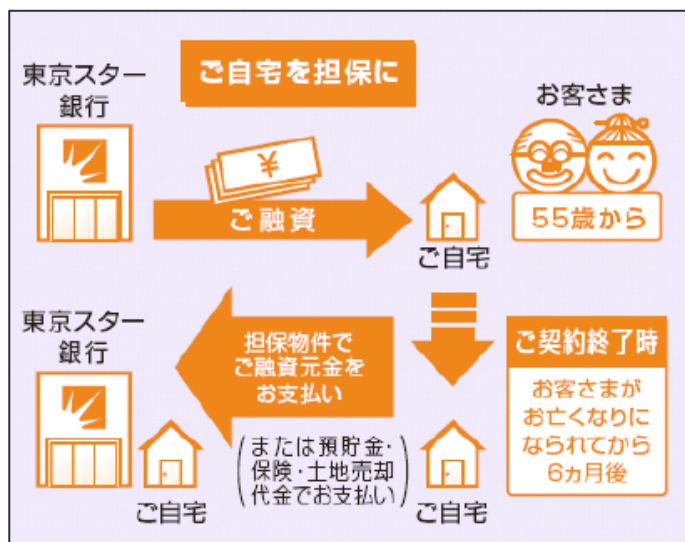 ご自宅を担保に
東京スター
銀行
お客さま
¥
ご融資
55歳から
ご自宅
東京スター
銀行
担保物件で
ご融資元金を
お支払い
ご契約終了時
お客さまが
お亡くなりに
なられてから
6ヵ月後
(または預貯金・
保険・土地売却
代金でお支払い)
ご自宅
ご自宅